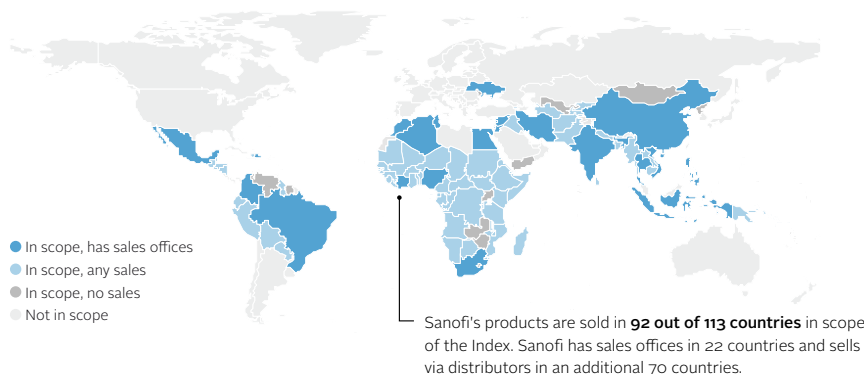 In scope, has sales offices
In scope, any sales
In scope, no sales
Not in scope
Sanofi's products are sold in 92 out of 113 countries in scope
of the Index. Sanofi has sales offices in 22 countries and sells
via distributors in an additional 70 countries.